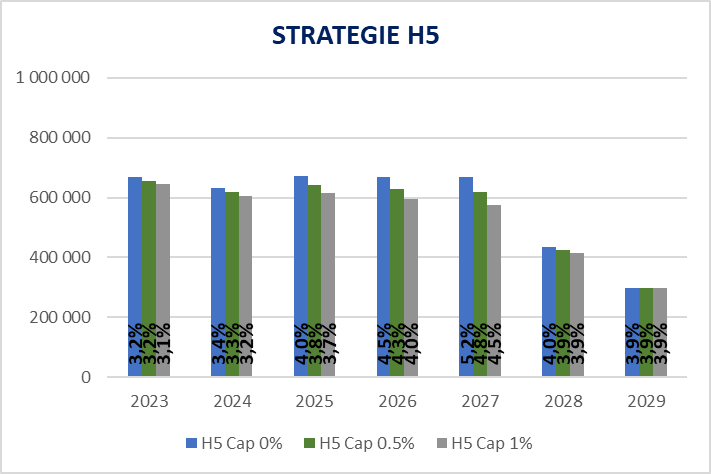 STRATEGIE H5
1 000 000
800 000
600 000
400 000
200 000
0
3,2% 3,2% 3,1% 3,4% 3,3% 3,2% 4,0% 3,8% 3,7% 4,5% 4,3% 4,0% 5,2% 4,8% 4,5% 4,0% 3,9% 3,9% 3,9% 3,9% 3,9%
2023 2024 2025 2026 2027 2028 2029
H5 Cap 0% H5 Cap 0.5% H5 Cap 1%